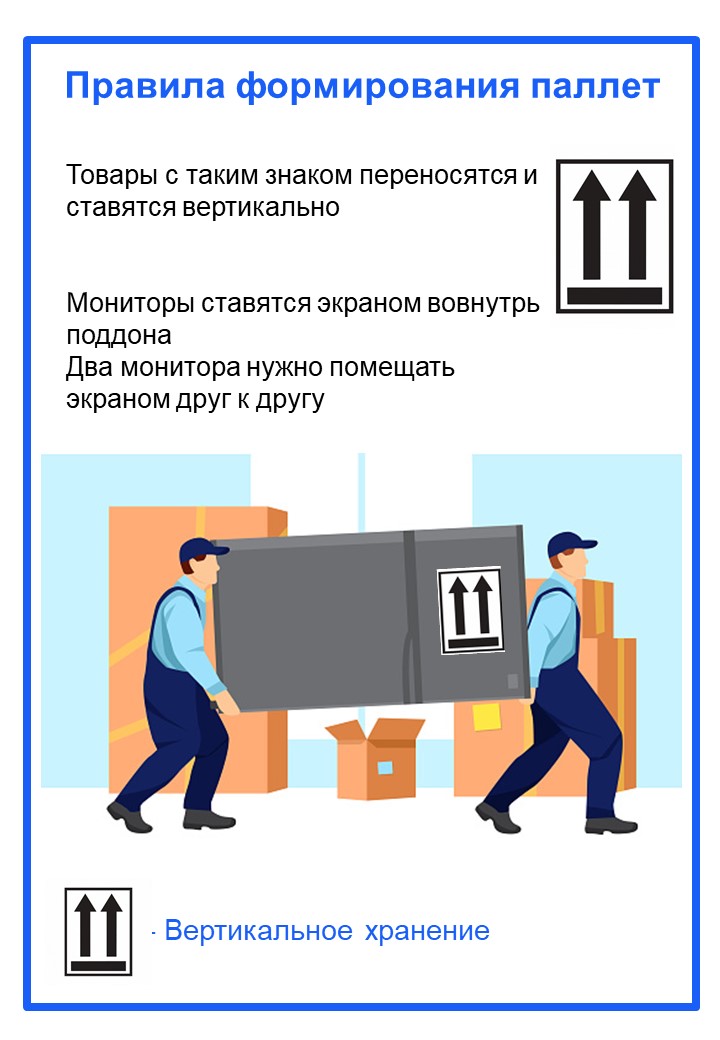 Правила формирования паллет
Товары с таким знаком переносятся и
ставятся вертикально
Мониторы ставятся экраном вовнутрь
поддона
Два монитора нужно помещать
экраном друг к другу
- Вертикальное хранение